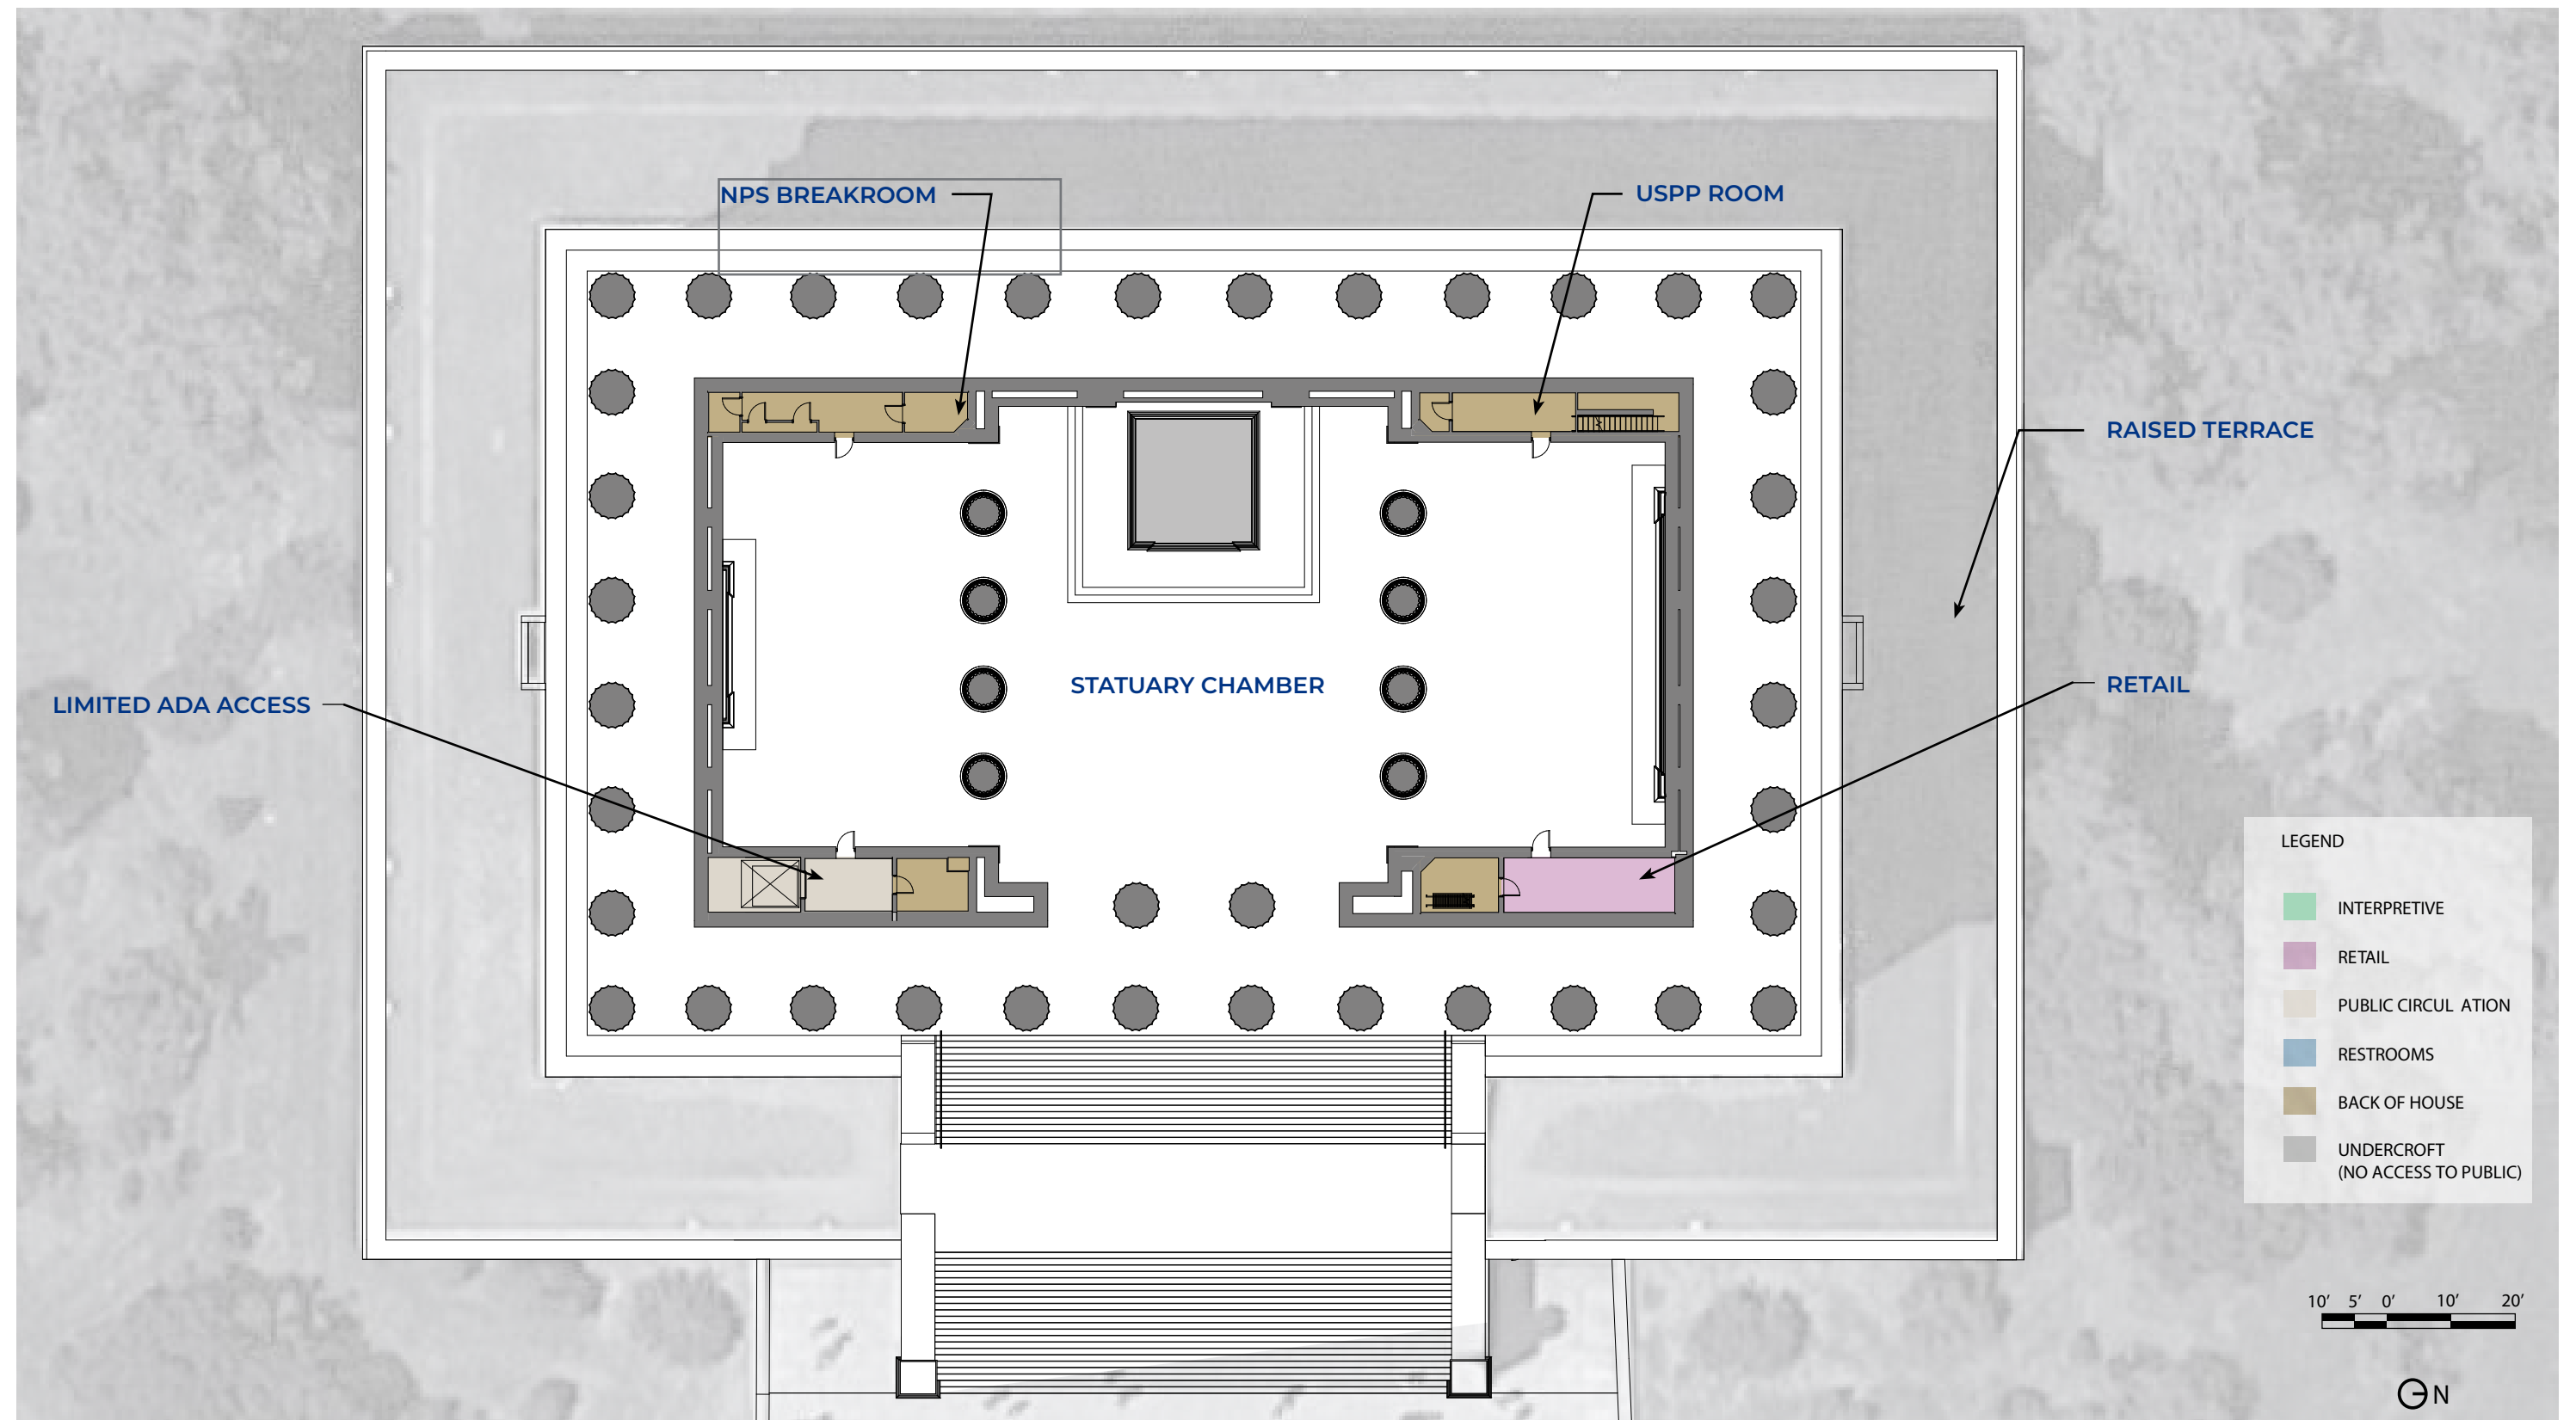 NPS BREAKROOM
USPP ROOM
RAISED TERRACE
STATUARY CHAMBER
RETAIL
LIMITED ADA ACCESS
LEGEND
INTERPRETIVE
RETAIL
PUBLIC CIRCUL ATION
RESTROOMS
BACK OF HOUSE
UNDERCROFT
(NO ACCESS TO PUBLIC)
10′ 5′ 0′ 10′ 20′
N